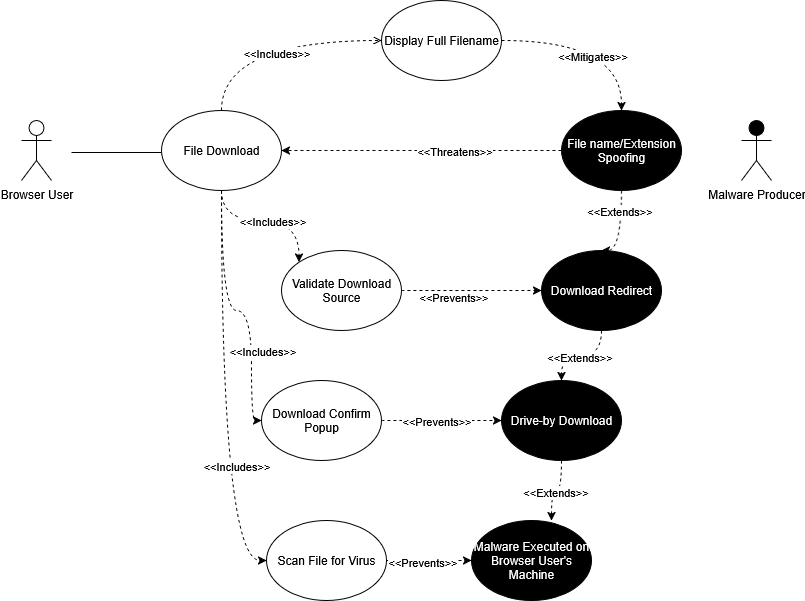 Display Full Filename
<<Includes>>
<<Mitigates>>
File Download
<<Threatens>>
File name/Extension
Spoofing
Browser User
Malware Producer
<<Includes>>
<<Extends>>
Validate Download
Source
<<Prevents>>
Download Redirect
<<Includes>>
<<Extends>>
Download Confirm
Popup
<<Prevents>>
Drive-by Download
<<Includes>>
<<Extends>>
Scan File for Virus
<<Prevents>>
Malware Executed on
Browser User's
Machine